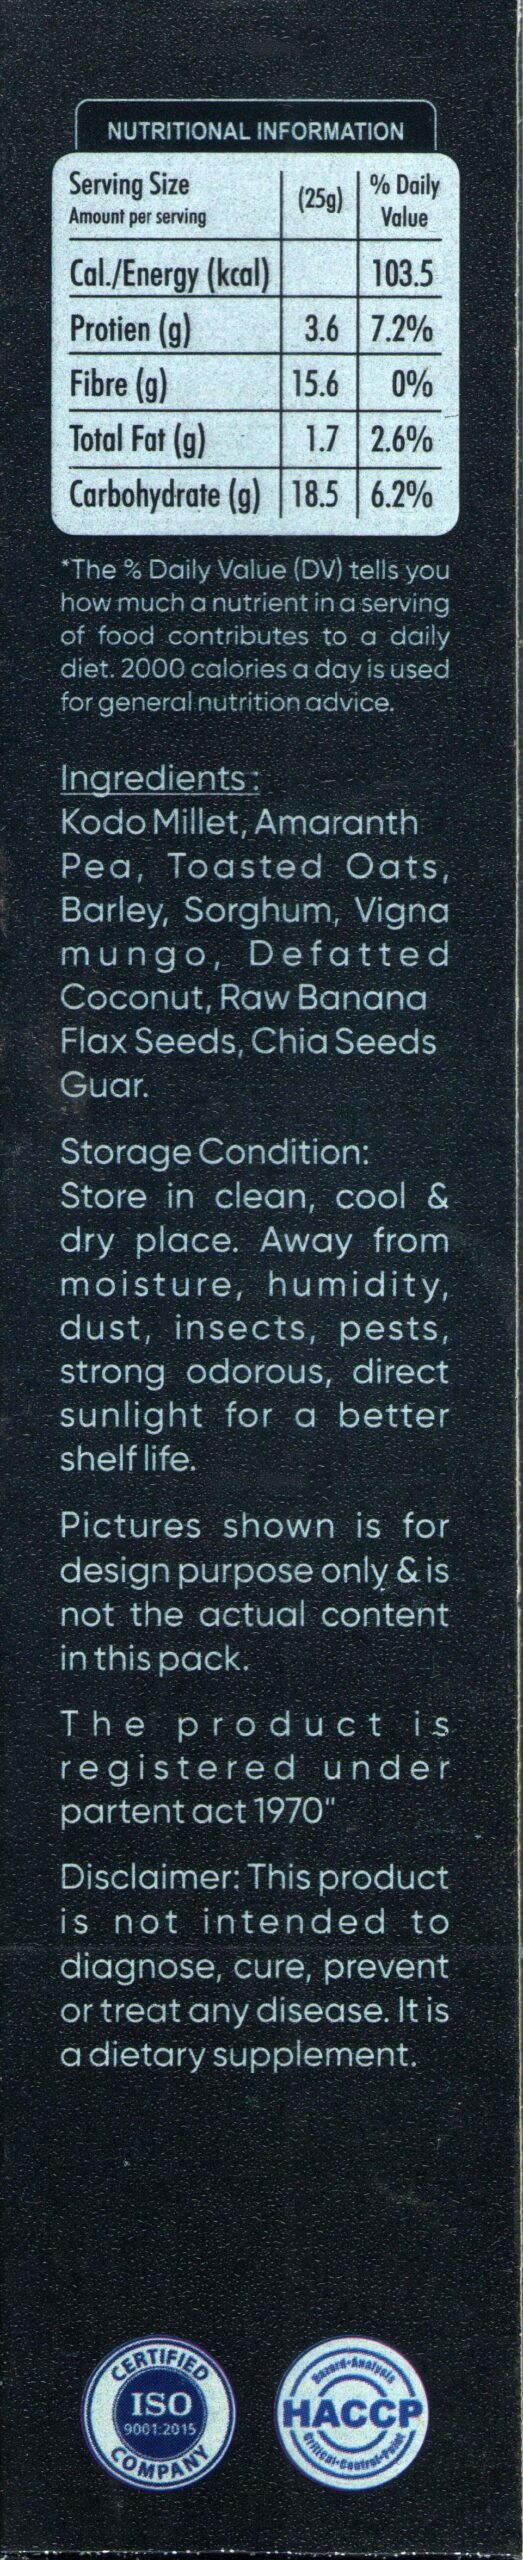 NUTRITIONAL INFORMATION
Serving Size (25g) % Daily
Amount per serving Value
Cal./Energy (kcal) 103.5
Protien (g) 3.6 7.2%
Fibre (g) 15.6 0%
Total Fat (g) 1.7 2.6%
Carbohydrate (g) 18.5 6.2%
*The % Daily Value (DV) tells you
how much a nutrient in a serving
of food contributes to a daily
diet. 2000 calories a day is used
for general nutrition advice.
Ingredients:
Kodo Millet, Amaranth
Pea, Toasted Oats,
Barley, Sorghum, Vigna
mungo, Defatted
Coconut, Raw Banana
Flax Seeds, Chia Seeds
Guar.
Storage Condition:
Store in clean, cool &
dry place. Away from
moisture, humidity,
dust, insects, pests,
strong odorous, direct
sunlight for a better
shelf life.
Pictures shown is for
design purpose only & is
not the actual content
in this pack.
The product is
registered under
partent act 1970"
Disclaimer: This product
is not intended to
diagnose, cure, prevent
or treat any disease. It is
a dietary supplement.
CERTIFIED
ISO
9001:2015
COMPANY
Hazard-Analysis
HACCP
Critical-Control-Point